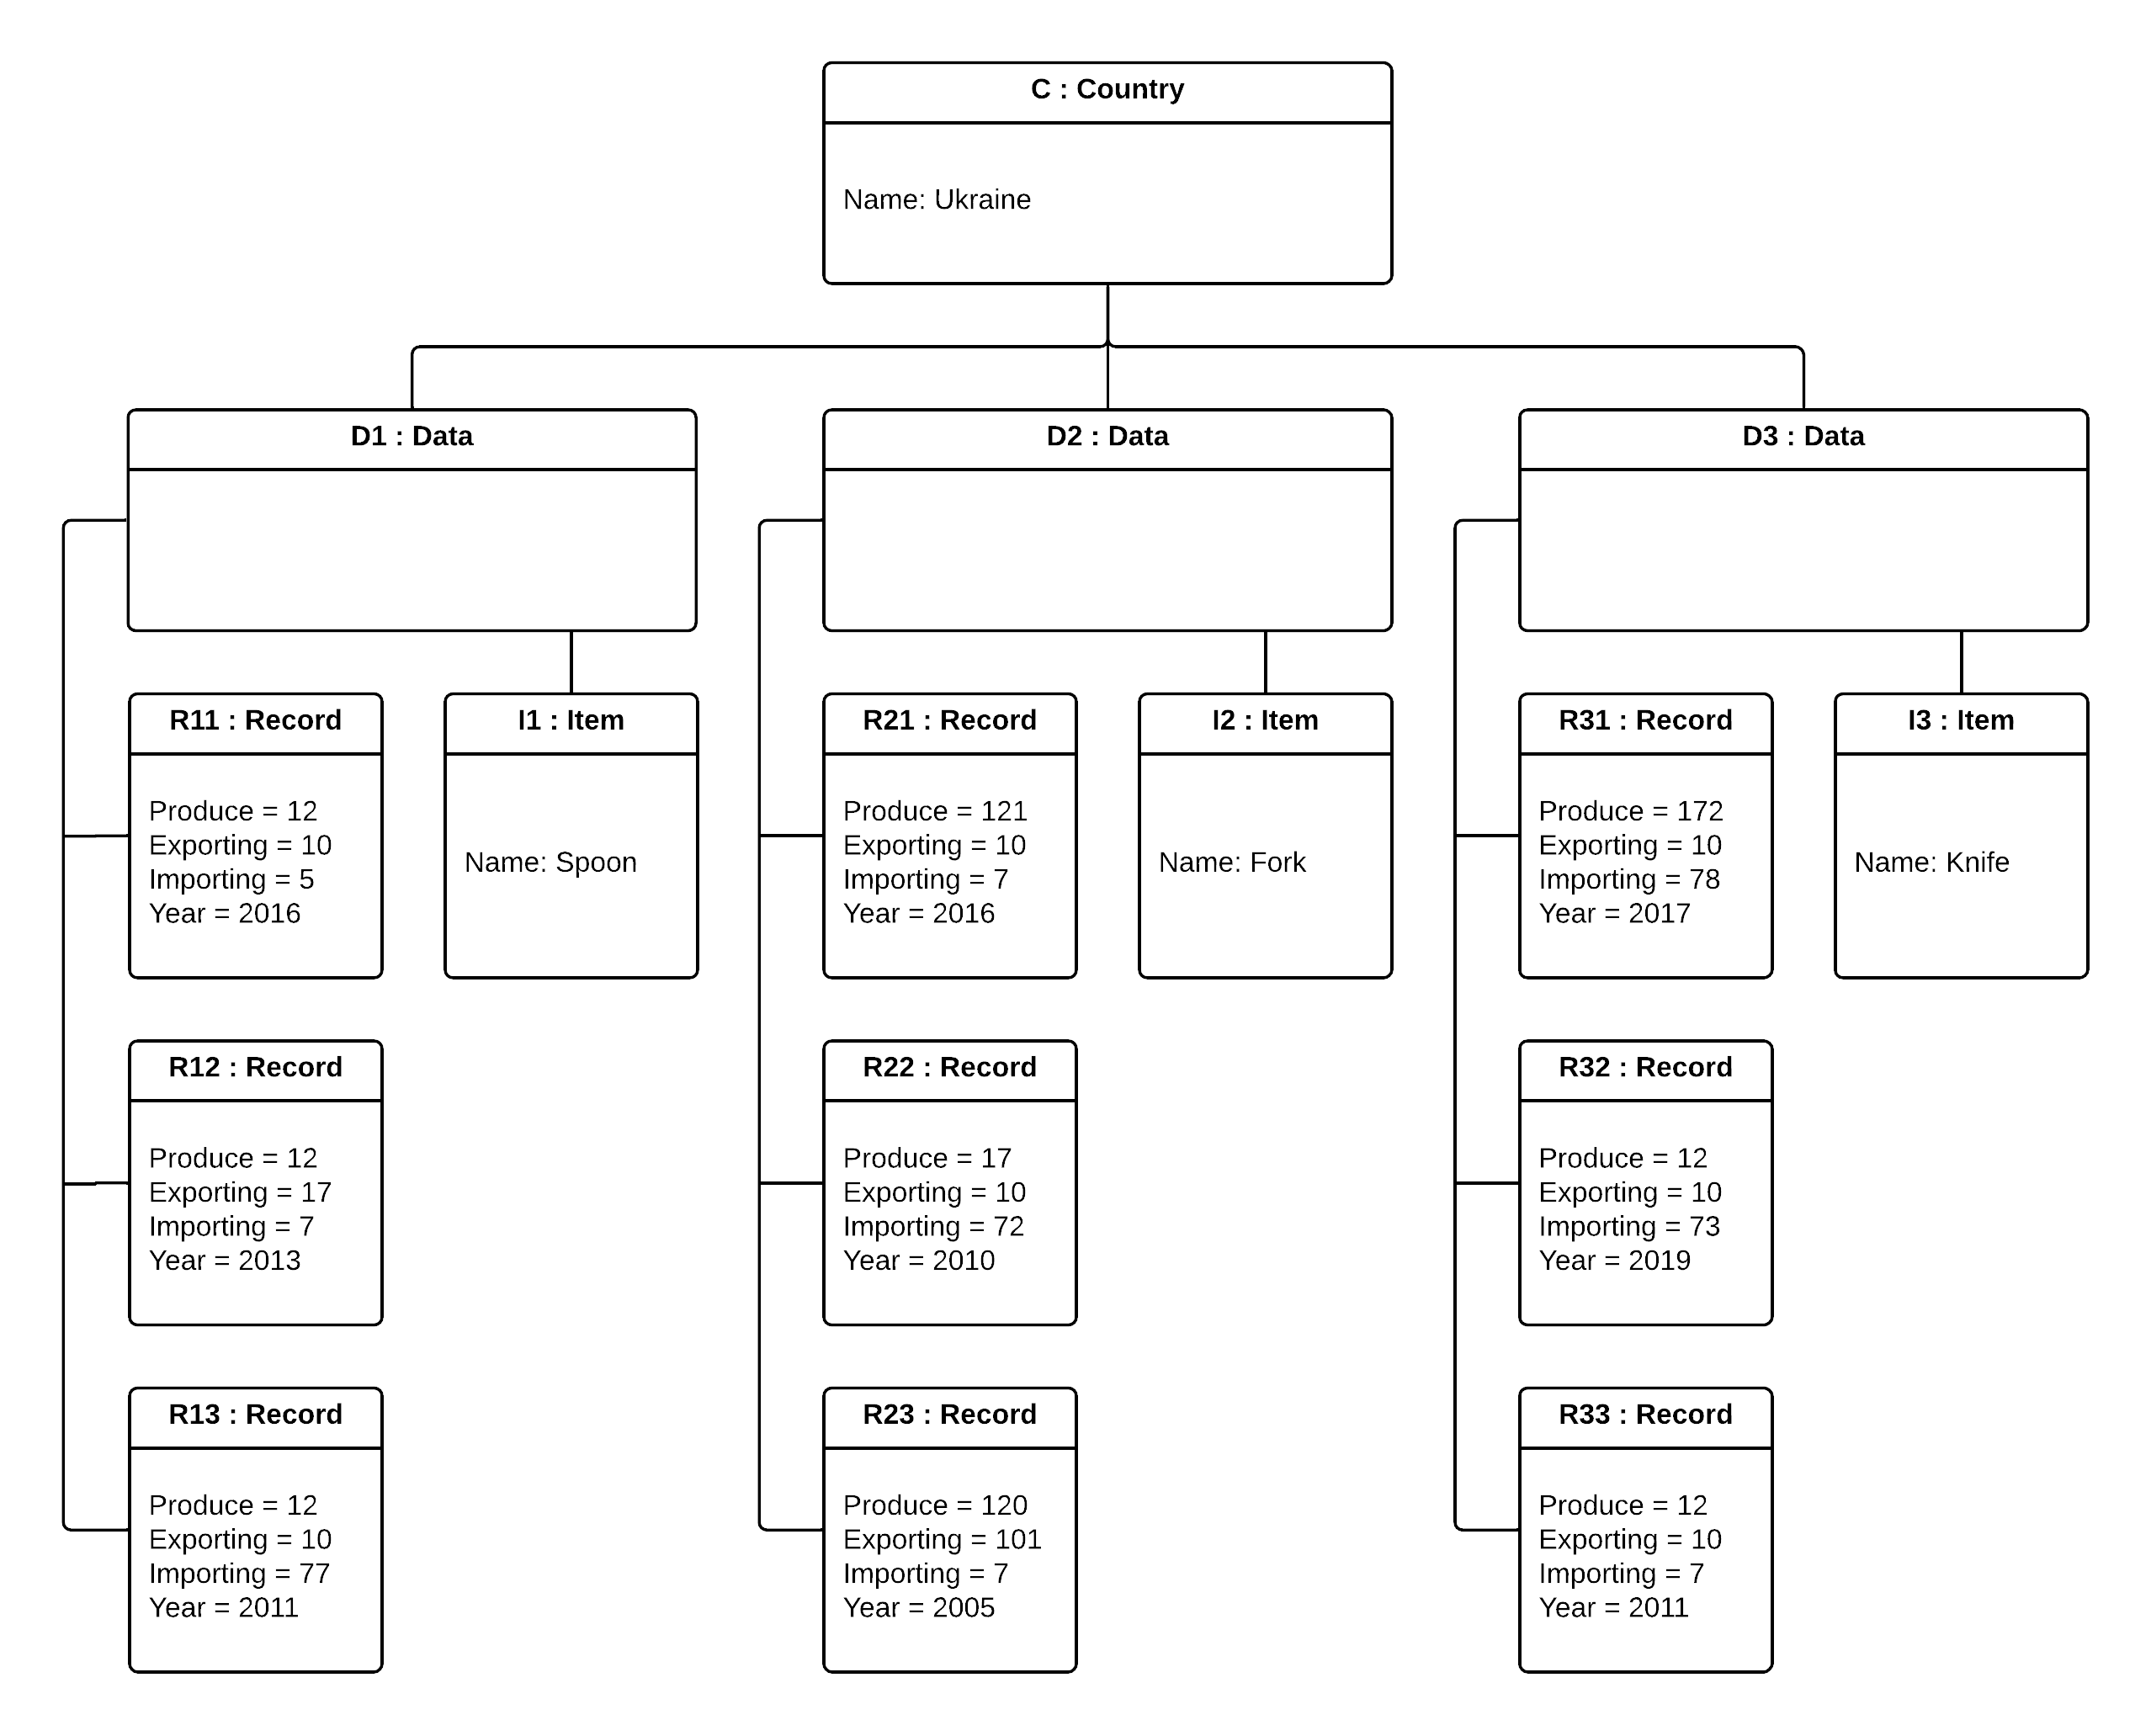 C : Country
Name: Ukraine
D1 : Data
D2 : Data
D3 : Data
R11 : Record
Produce = 12
Exporting = 10
Importing = 5
Year = 2016
I1 : Item
Name: Spoon
R21 : Record
Produce = 121
Exporting = 10
Importing = 7
Year = 2016
I2 : Item
Name: Fork
R31 : Record
Produce = 172
Exporting = 10
Importing = 78
Year = 2017
I3 : Item
Name: Knife
R12 : Record
Produce = 12
Exporting = 17
Importing = 7
Year = 2013
R22 : Record
Produce = 17
Exporting = 10
Importing = 72
Year = 2010
R32 : Record
Produce = 12
Exporting = 10
Importing = 73
Year = 2019
R13 : Record
Produce = 12
Exporting = 10
Importing = 77
Year = 2011
R23 : Record
Produce = 120
Exporting = 101
Importing = 7
Year = 2005
R33 : Record
Produce = 12
Exporting = 10
Importing = 7
Year = 2011